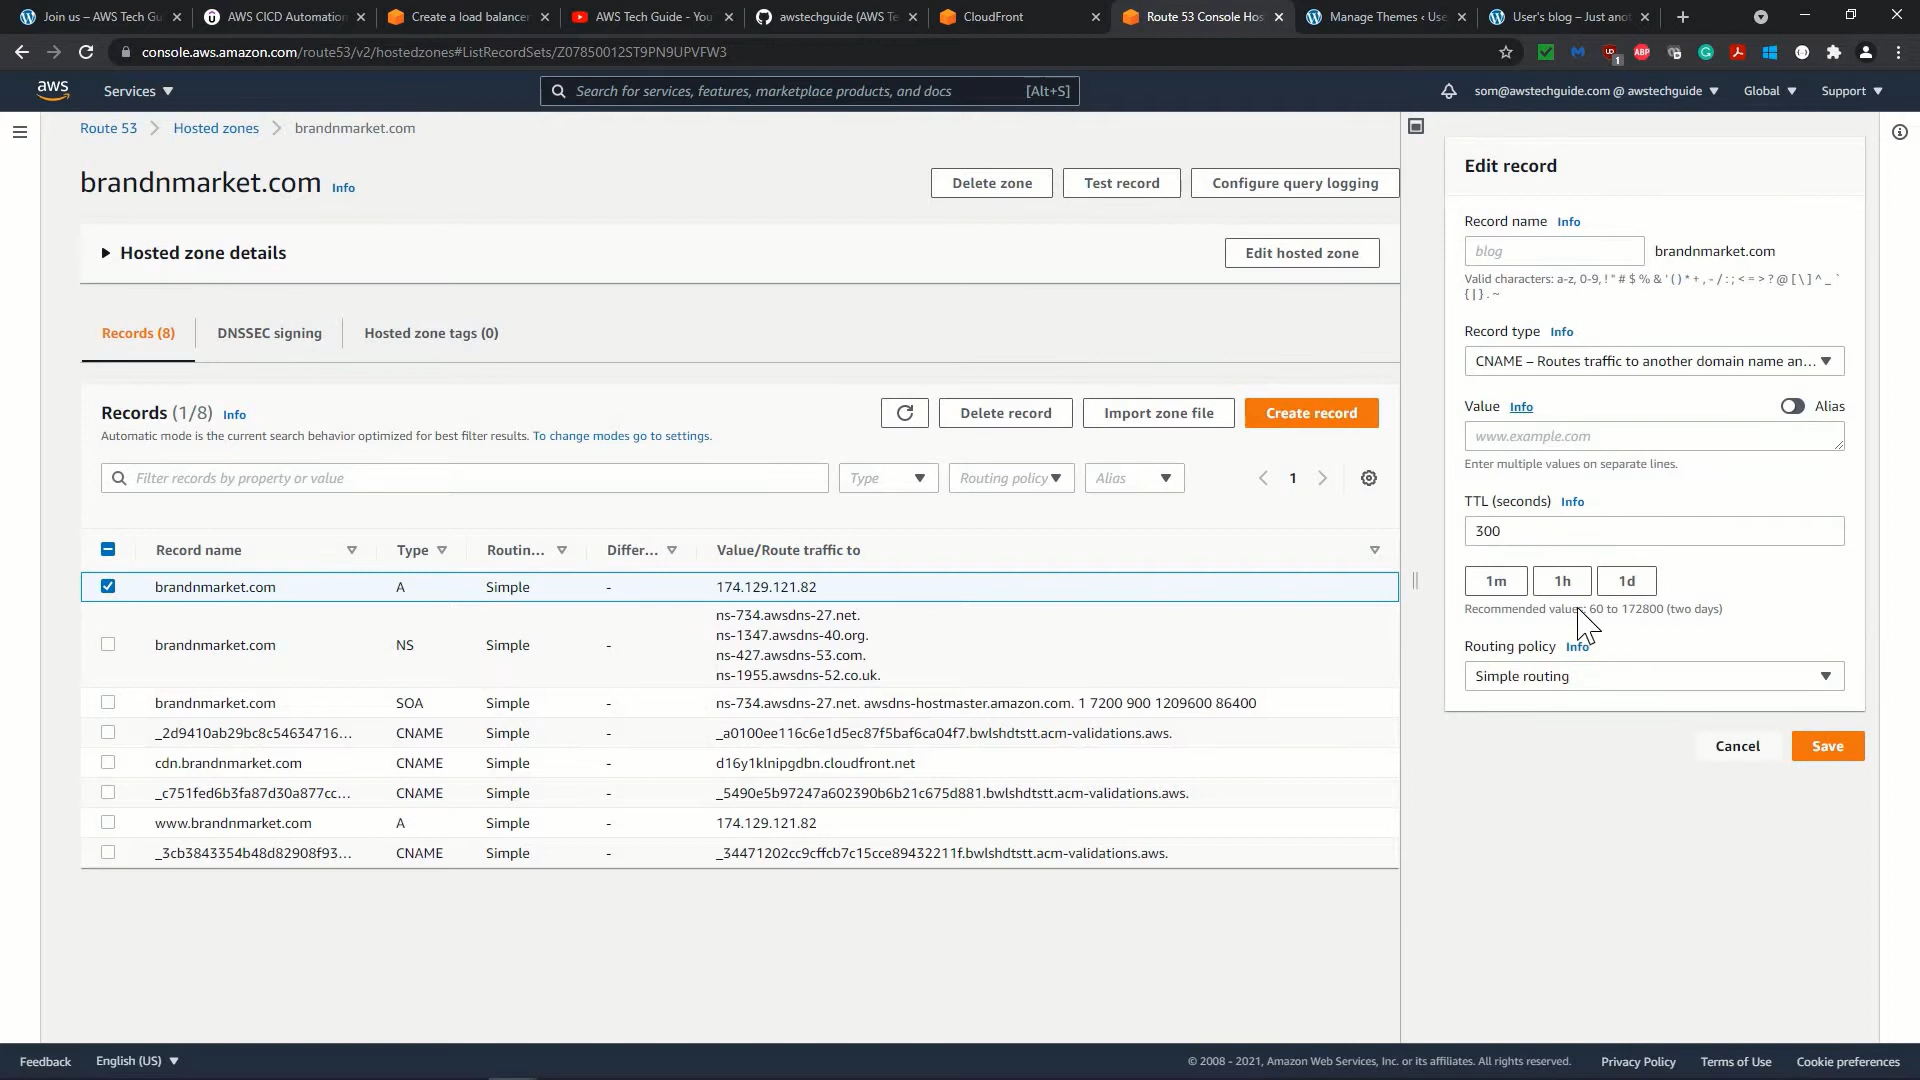 Join us – AWS Tech Gu
AWS CICD Automation
Create a load balancer
AWS Tech Guide - You
awstechguide (AWS Te
CloudFront
Route 53 Console Hos
Manage Themes ‹ Use
User's blog – Just anot
console.aws.amazon.com/route53/v2/hostedzones#ListRecordSets/Z07850012ST9PN9UPVFW3
1
ABP
aws
Services
Search for services, features, marketplace products, and docs [Alt+S]
som@awstechguide.com @ awstechguide
Global
Support
Route 53
Hosted zones
brandnmarket.com
brandnmarket.com Info
Delete zone
Test record
Configure query logging
Hosted zone details
Edit hosted zone
Records (8)
DNSSEC signing
Hosted zone tags (0)
Records (1/8) Info
Delete record
Import zone file
Create record
Automatic mode is the current search behavior optimized for best filter results. To change modes go to settings.
Filter records by property or value
Type
Routing policy
Alias
1
Record name Type Routin... Differ... Value/Route traffic to
brandnmarket.com A Simple - 174.129.121.82
brandnmarket.com NS Simple - ns-734.awsdns-27.net.
ns-1347.awsdns-40.org.
ns-427.awsdns-53.com.
ns-1955.awsdns-52.co.uk.
brandnmarket.com SOA Simple - ns-734.awsdns-27.net. awsdns-hostmaster.amazon.com. 1 7200 900 1209600 86400
_2d9410ab29bc8c54634716... CNAME Simple - _a0100ee116c6e1d5ec87f5baf6ca04f7.bwlshdtstt.acm-validations.aws.
cdn.brandnmarket.com CNAME Simple - d16y1klnipgdbn.cloudfront.net
_c751fed6b3fa87d30a877cc... CNAME Simple - _5490e5b97247a602390b6b21c675d881.bwlshdtstt.acm-validations.aws.
www.brandnmarket.com A Simple - 174.129.121.82
_3cb3843354b48d82908f93... CNAME Simple - _34471202cc9cffcb7c15cce89432211f.bwlshdtstt.acm-validations.aws.
Edit record
Record name Info
blog
brandnmarket.com
Valid characters: a-z, 0-9, ! " # $ % & ' ( ) * + , - / : ; < = > ? @ [ \ ] ^ _ `
{ | } . ~
Record type Info
CNAME – Routes traffic to another domain name an...
Value Info
Alias
www.example.com
Enter multiple values on separate lines.
TTL (seconds) Info
300
1m
1h
1d
Recommended values: 60 to 172800 (two days)
Routing policy Info
Simple routing
Cancel
Save
Feedback
English (US)
© 2008 - 2021, Amazon Web Services, Inc. or its affiliates. All rights reserved.
Privacy Policy
Terms of Use
Cookie preferences